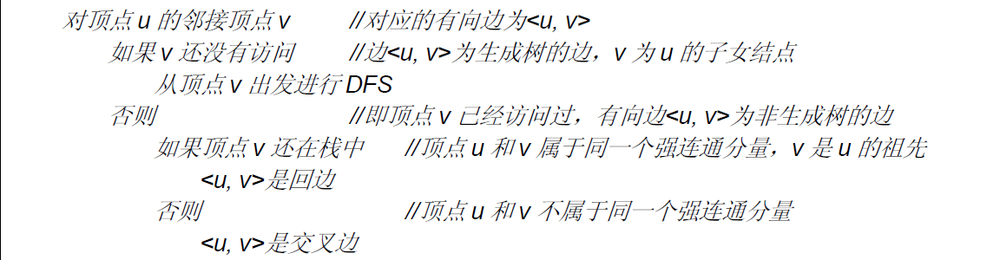 对顶点 u 的邻接顶点 v //对应的有向边为<u, v>
如果 v 还没有访问 //边<u, v>为生成树的边，v 为 u 的子女结点
从顶点 v 出发进行 DFS
否则 //即顶点 v 已经访问过，有向边<u, v>为非生成树的边
如果顶点 v 还在栈中 //顶点 u 和 v 属于同一个强连通分量，v 是 u 的祖先
<u, v>是回边
否则 //顶点 u 和 v 不属于同一个强连通分量
<u, v>是交叉边